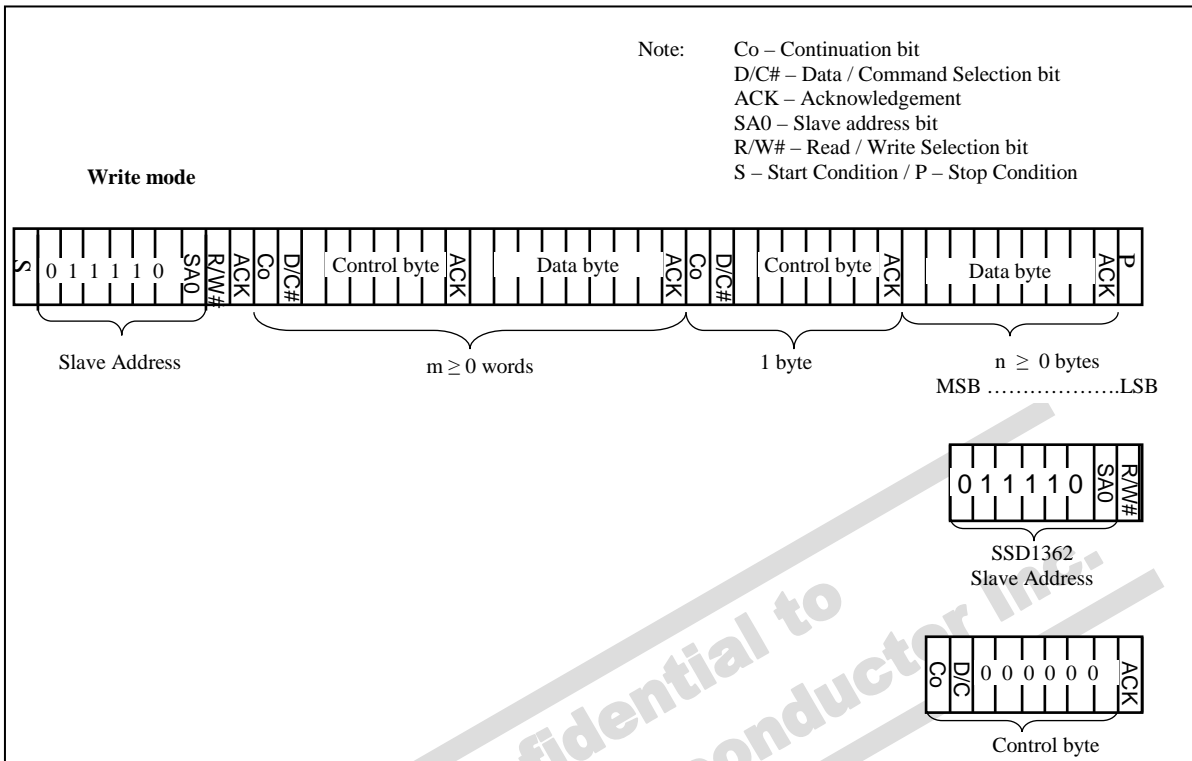 Note: Co – Continuation bit
D/C# – Data / Command Selection bit
ACK – Acknowledgement
SA0 – Slave address bit
R/W# – Read / Write Selection bit
S – Start Condition / P – Stop Condition
Write mode
S 0 1 1 1 1 0 SA0 R/W# ACK Co D/C# Control byte ACK Data byte ACK Co D/C# Control byte ACK Data byte ACK P
Slave Address m ≥ 0 words 1 byte n ≥ 0 bytes
MSB ………………….LSB
0 1 1 1 1 0 SA0 R/W#
SSD1362
Slave Address
Co D/C 0 0 0 0 0 0 ACK
Control byte
fidential to
onductor Inc.